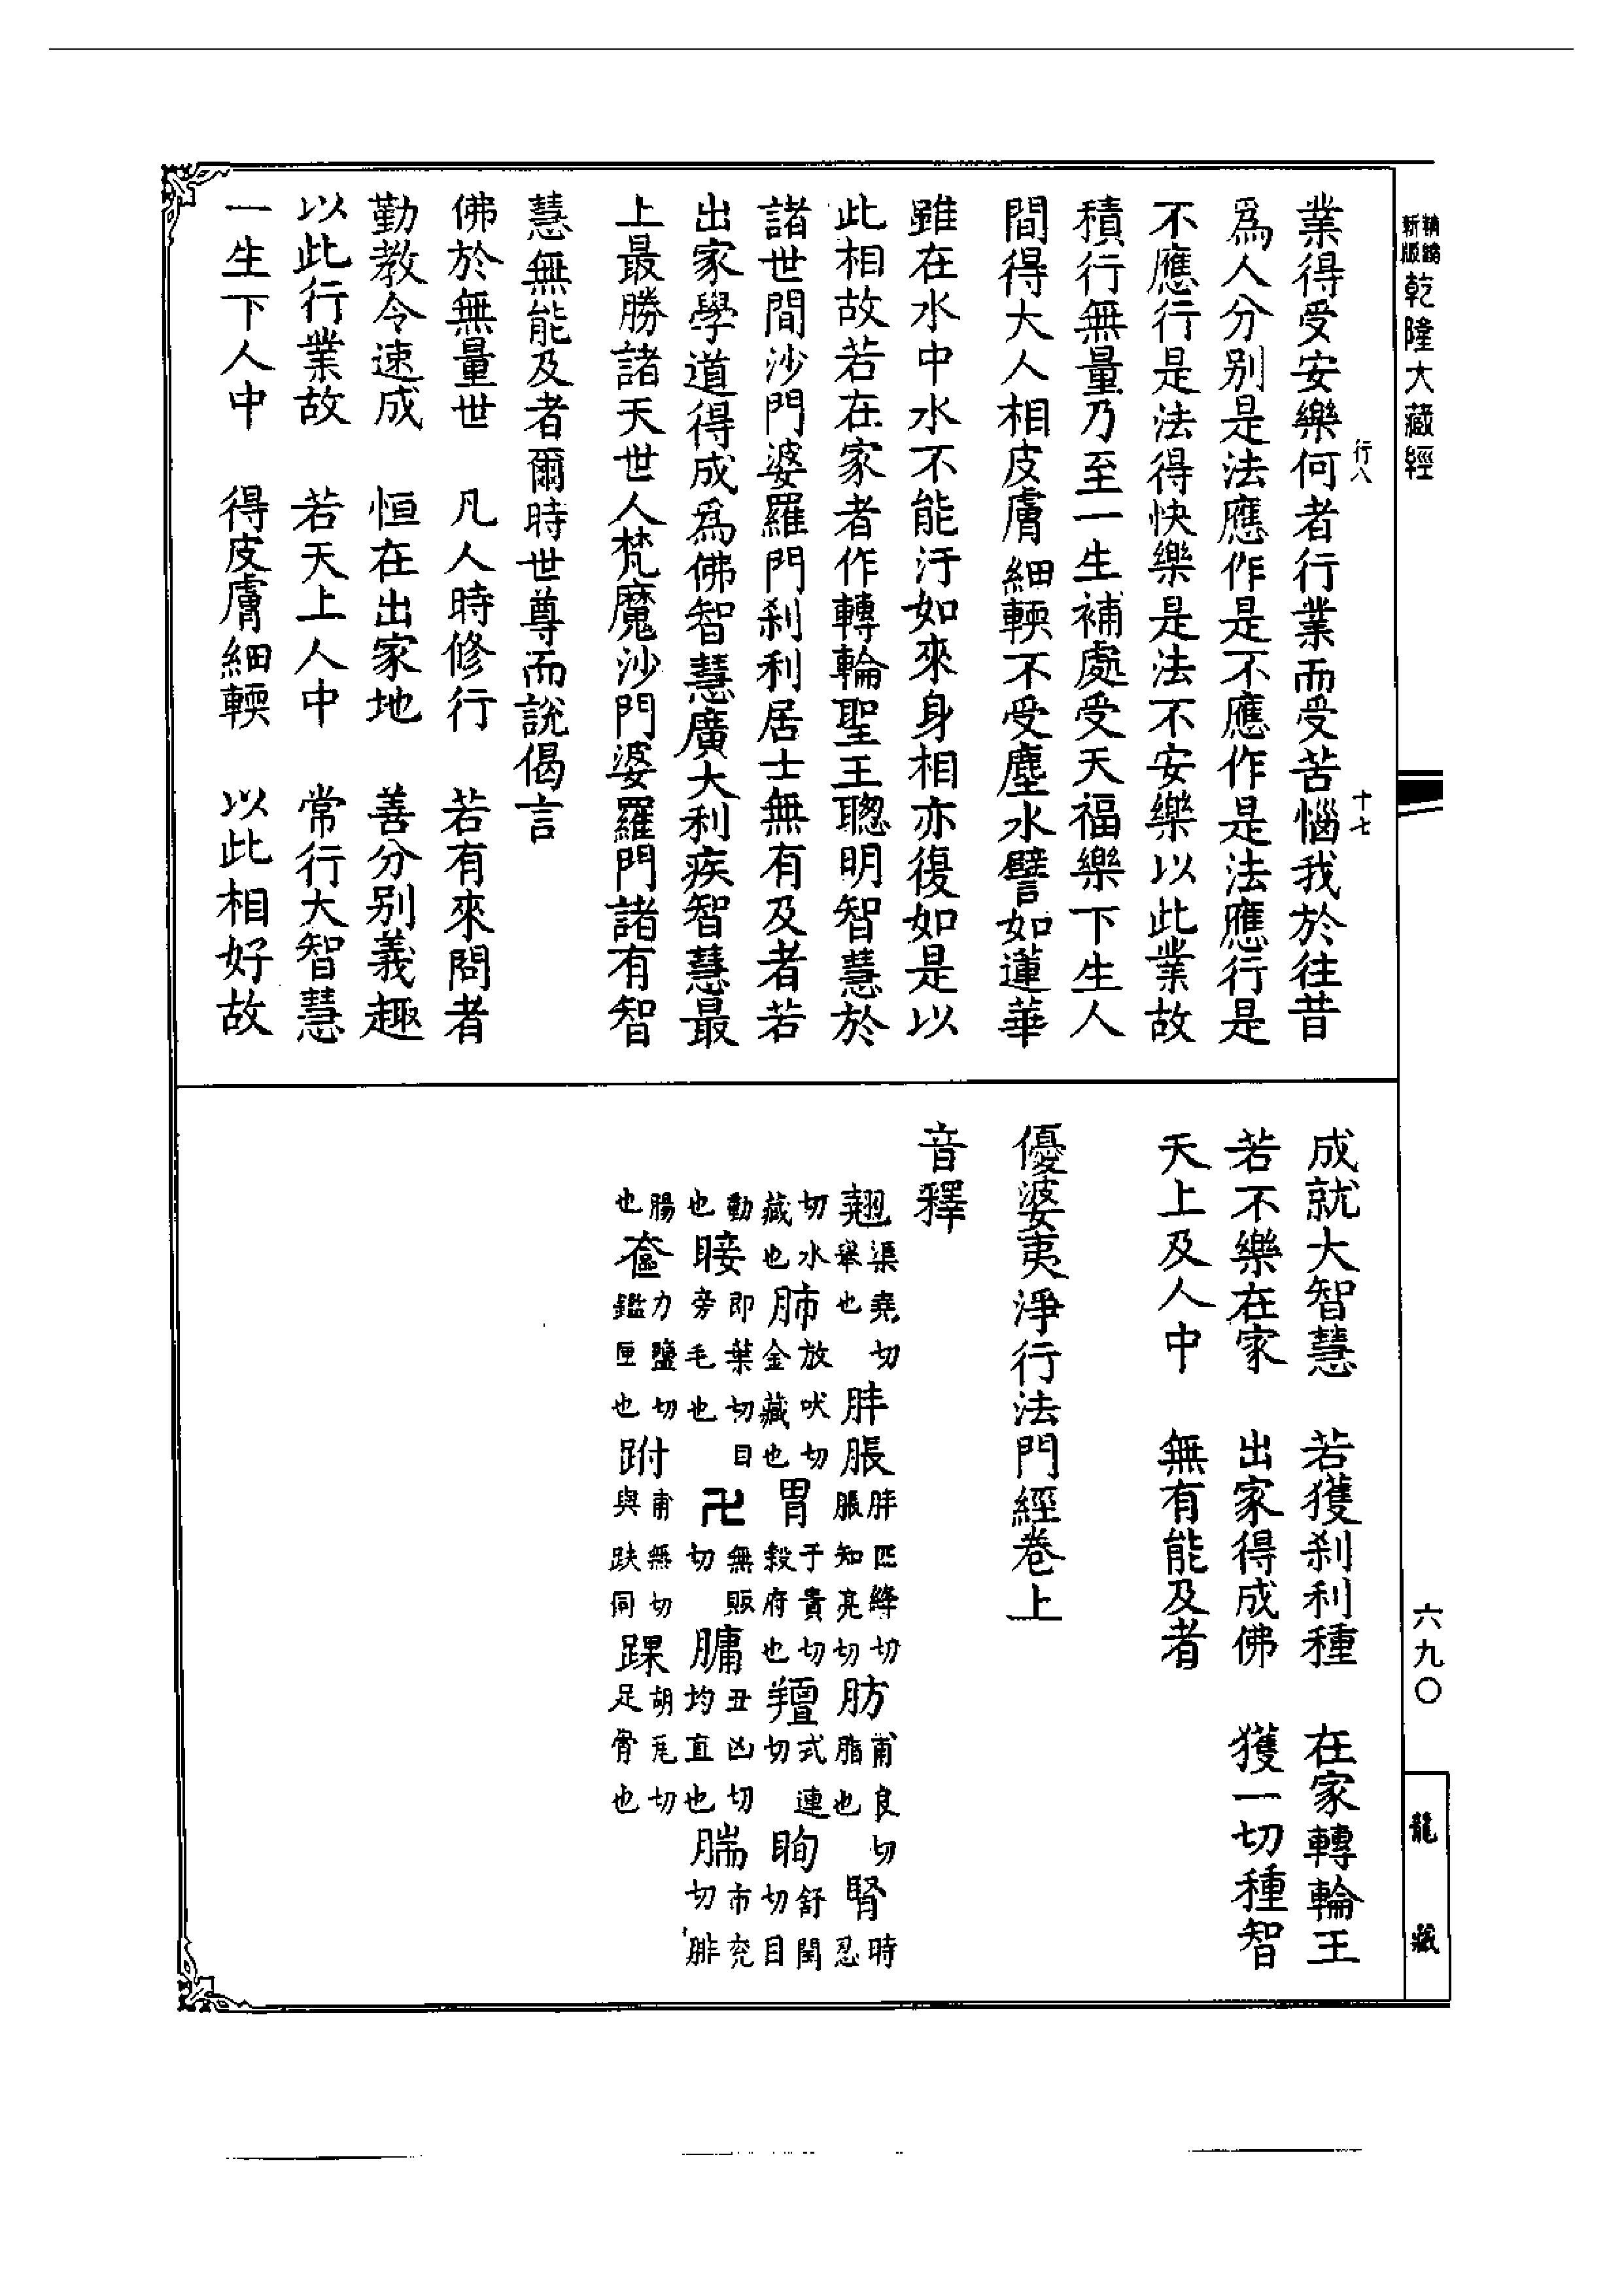 新版
乾隆大藏經
行八
十七
六九〇
龍藏
業得受安樂何者行業而受苦惱我於往昔
爲人分别是法應作是不應作是法應行是
不應行是法得快樂是法不安樂以此業故
積行無量乃至一生補處受天福樂下生人
間得大人相皮膚細輭不受塵水譬如蓮華
雖在水中水不能汙如來身相亦復如是以
此相故若在家者作轉輪聖王聰明智慧於
諸世間沙門婆羅門刹利居士無有及者若
出家學道得成爲佛智慧廣大利疾智慧最
上最勝諸天世人梵魔沙門婆羅門諸有智
慧無能及者爾時世尊而說偈言
佛於無量世　凡人時修行　若有來問者
勤教令速成　恒在出家地　善分别義趣
以此行業故　若天上人中　常行大智慧
一生下人中　得皮膚細輭　以此相好故
成就大智慧　若獲刹利種　在家轉輪王
若不樂在家　出家得成佛　獲一切種智
天上及人中　無有能及者
優婆夷淨行法門經卷上
音釋
翹渠堯切舉也胮脹胮匹絳切脹知亮切肪甫良切脂也腎時忍
切水藏也肺放吠切金藏也胃于貴切穀府也羶式連切眴舒閏切目
動也睫即葉切目旁毛也卍無販切𦟛丑凶切均直也腨市兖切腓
腸也奩力鹽切鑑匣也跗甫無切與趺同踝胡瓦切足骨也